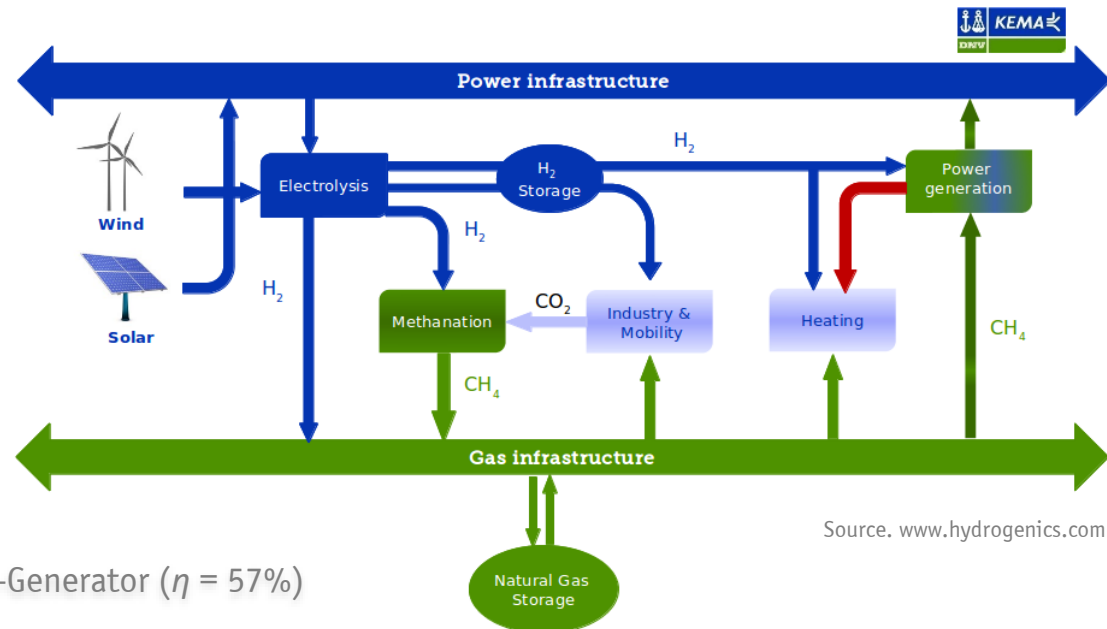 KEMA
DNV
Power infrastructure
H2
Electrolysis
H2
Storage
Power
generation
Wind
H2
H2
CO2
Methanation
Industry &
Mobility
Heating
CH4
Solar
CH4
Gas infrastructure
Source. www.hydrogenics.com
-Generator (η = 57%)
Natural Gas
Storage